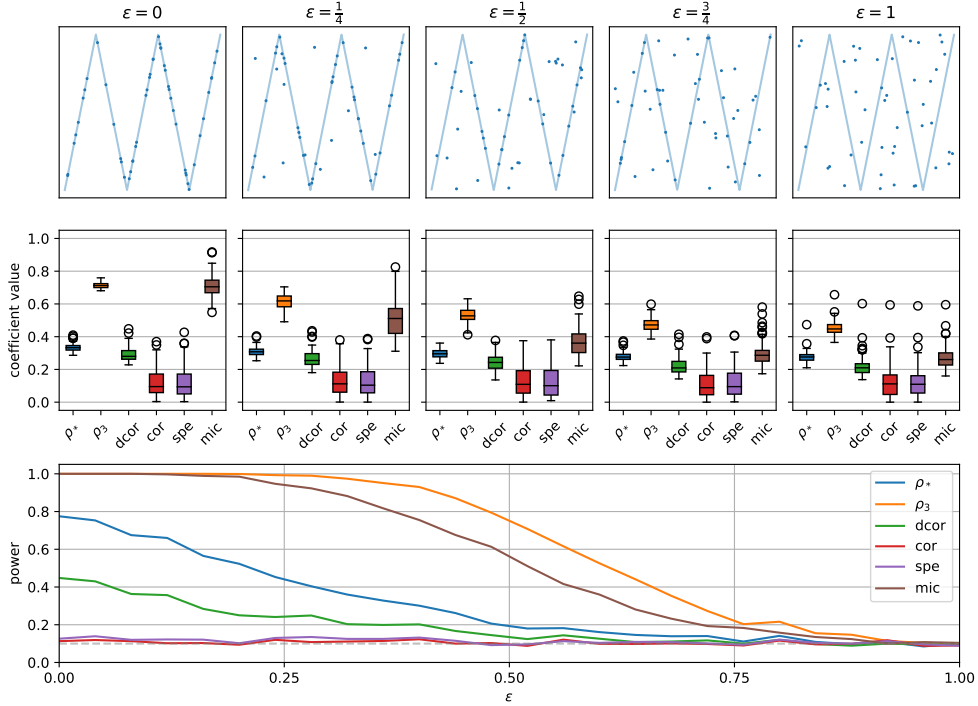 ε = 0
ε = 1/4
ε = 1/2
ε = 3/4
ε = 1
coefficient value
1.0
0.8
0.6
0.4
0.2
0.0
ρ* ρ3 dcor cor spe mic
ρ* ρ3 dcor cor spe mic
ρ* ρ3 dcor cor spe mic
ρ* ρ3 dcor cor spe mic
ρ* ρ3 dcor cor spe mic
power
1.0
0.8
0.6
0.4
0.2
0.0
ρ*
ρ3
dcor
cor
spe
mic
0.00 0.25 0.50 0.75 1.00
ε